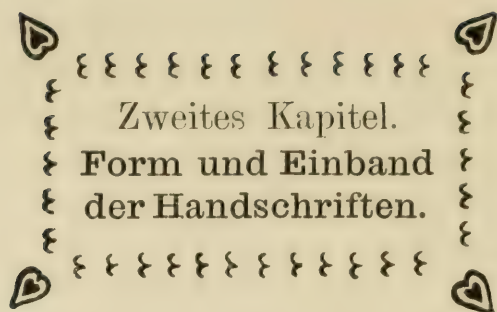 Zweites Kapitel.
Form und Einband
der Handschriften.